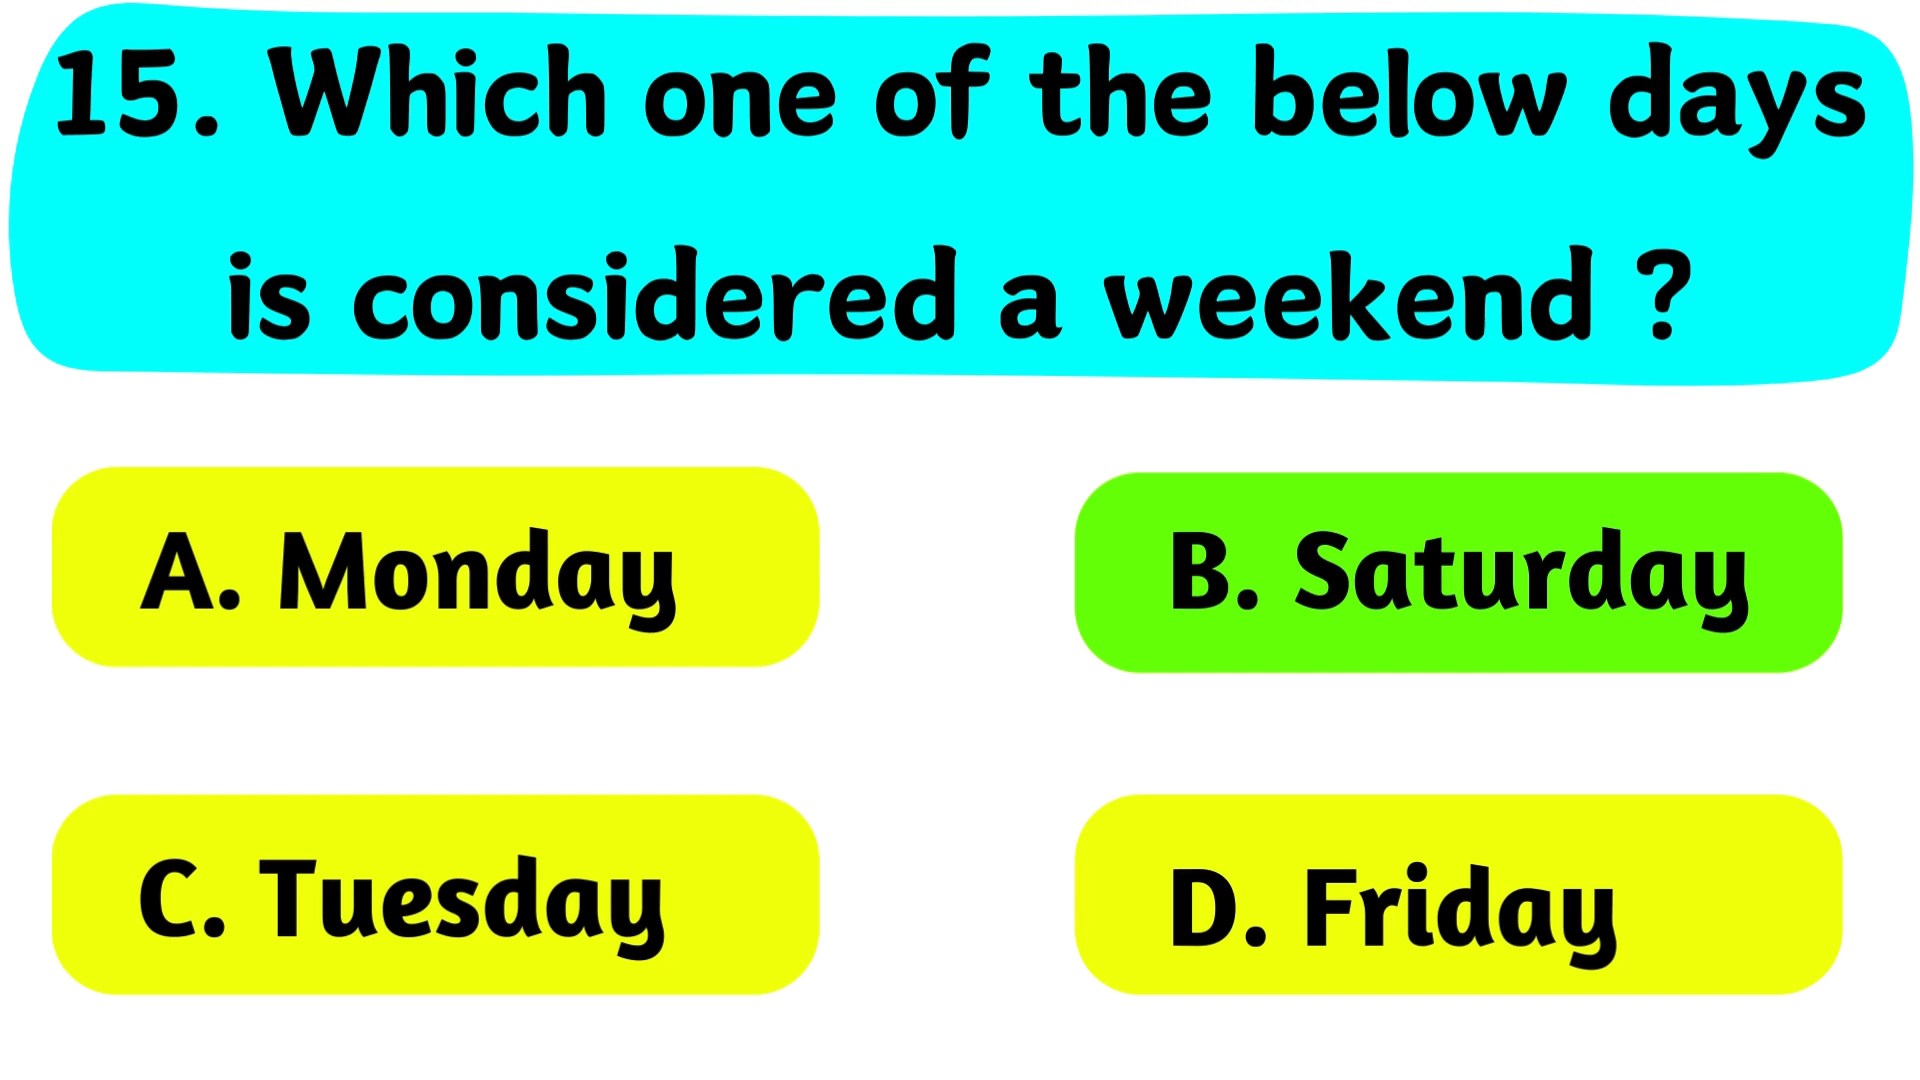 15. Which one of the below days
is considered a weekend ?
A. Monday
B. Saturday
C. Tuesday
D. Friday